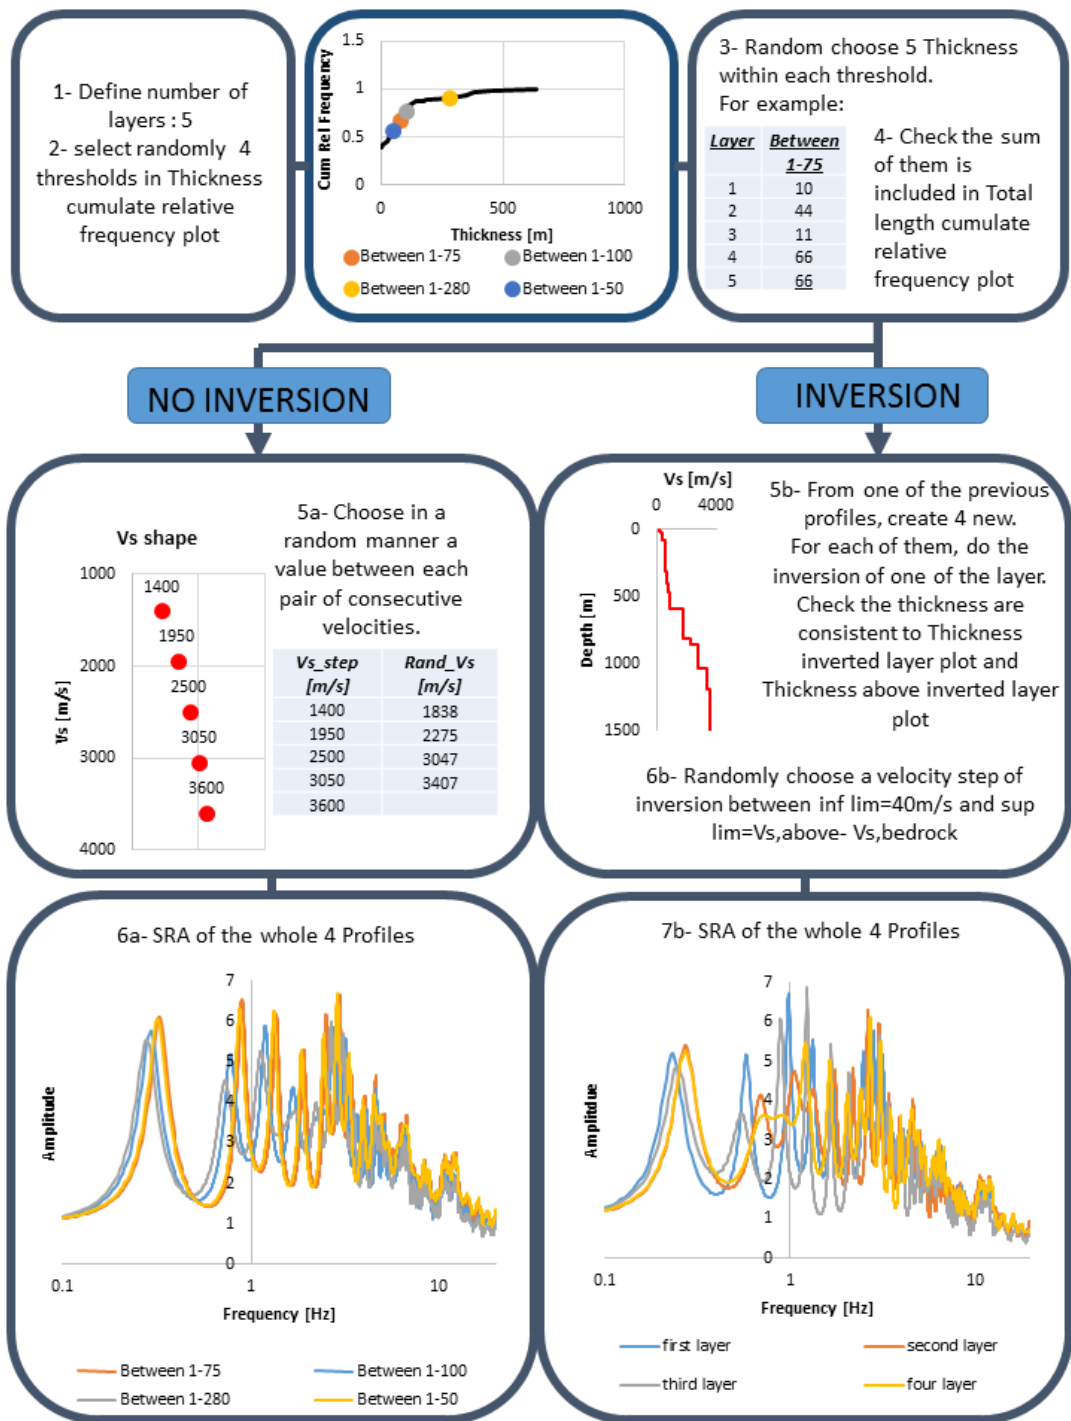 1- Define number of
layers : 5
2- select randomly 4
thresholds in Thickness
cumulate relative
frequency plot
Cum Rel Frequency
1.5
1
0.5
0
0
500
1000
Thickness [m]
Between 1-75
Between 1-100
Between 1-280
Between 1-50
3- Random choose 5 Thickness
within each threshold.
For example:
Layer Between
1-75
1 10
2 44
3 11
4 66
5 66
4- Check the sum
of them is
included in Total
length cumulate
relative
frequency plot
NO INVERSION
INVERSION
Vs shape
Vs [m/s]
1000
2000
3000
4000
1400
1950
2500
3050
3600
5a- Choose in a
random manner a
value between each
pair of consecutive
velocities.
Vs_step Rand_Vs
[m/s] [m/s]
1400 1838
1950 2275
2500 3047
3050 3407
3600
Vs [m/s]
0 4000
Depth [m]
0
500
1000
1500
5b- From one of the previous
profiles, create 4 new.
For each of them, do the
inversion of one of the layer.
Check the thickness are
consistent to Thickness
inverted layer plot and
Thickness above inverted layer
plot
6b- Randomly choose a velocity step of
inversion between inf lim=40m/s and sup
lim=Vs,above- Vs,bedrock
6a- SRA of the whole 4 Profiles
Amplitude
7
6
5
4
3
2
1
0
0.1
1
10
Frequency [Hz]
Between 1-75
Between 1-100
Between 1-280
Between 1-50
7b- SRA of the whole 4 Profiles
Amplitdue
7
6
5
4
3
2
1
0
0.1
1
10
Frequency [Hz]
first layer
second layer
third layer
four layer